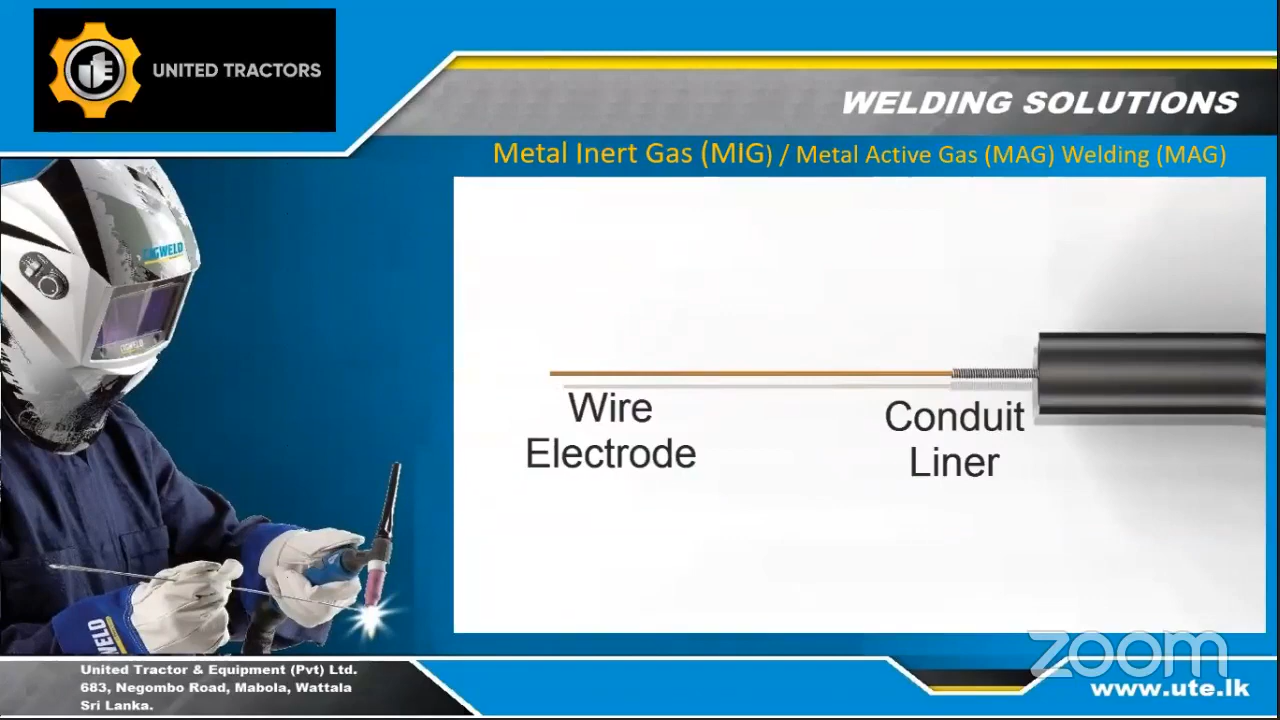 UNITED TRACTORS
WELDING SOLUTIONS
Metal Inert Gas (MIG) / Metal Active Gas (MAG) Welding (MAG)
Wire
Electrode
Conduit
Liner
United Tractor & Equipment (Pvt) Ltd.
683, Negombo Road, Mabola, Wattala
Sri Lanka.
zoom
www.ute.lk